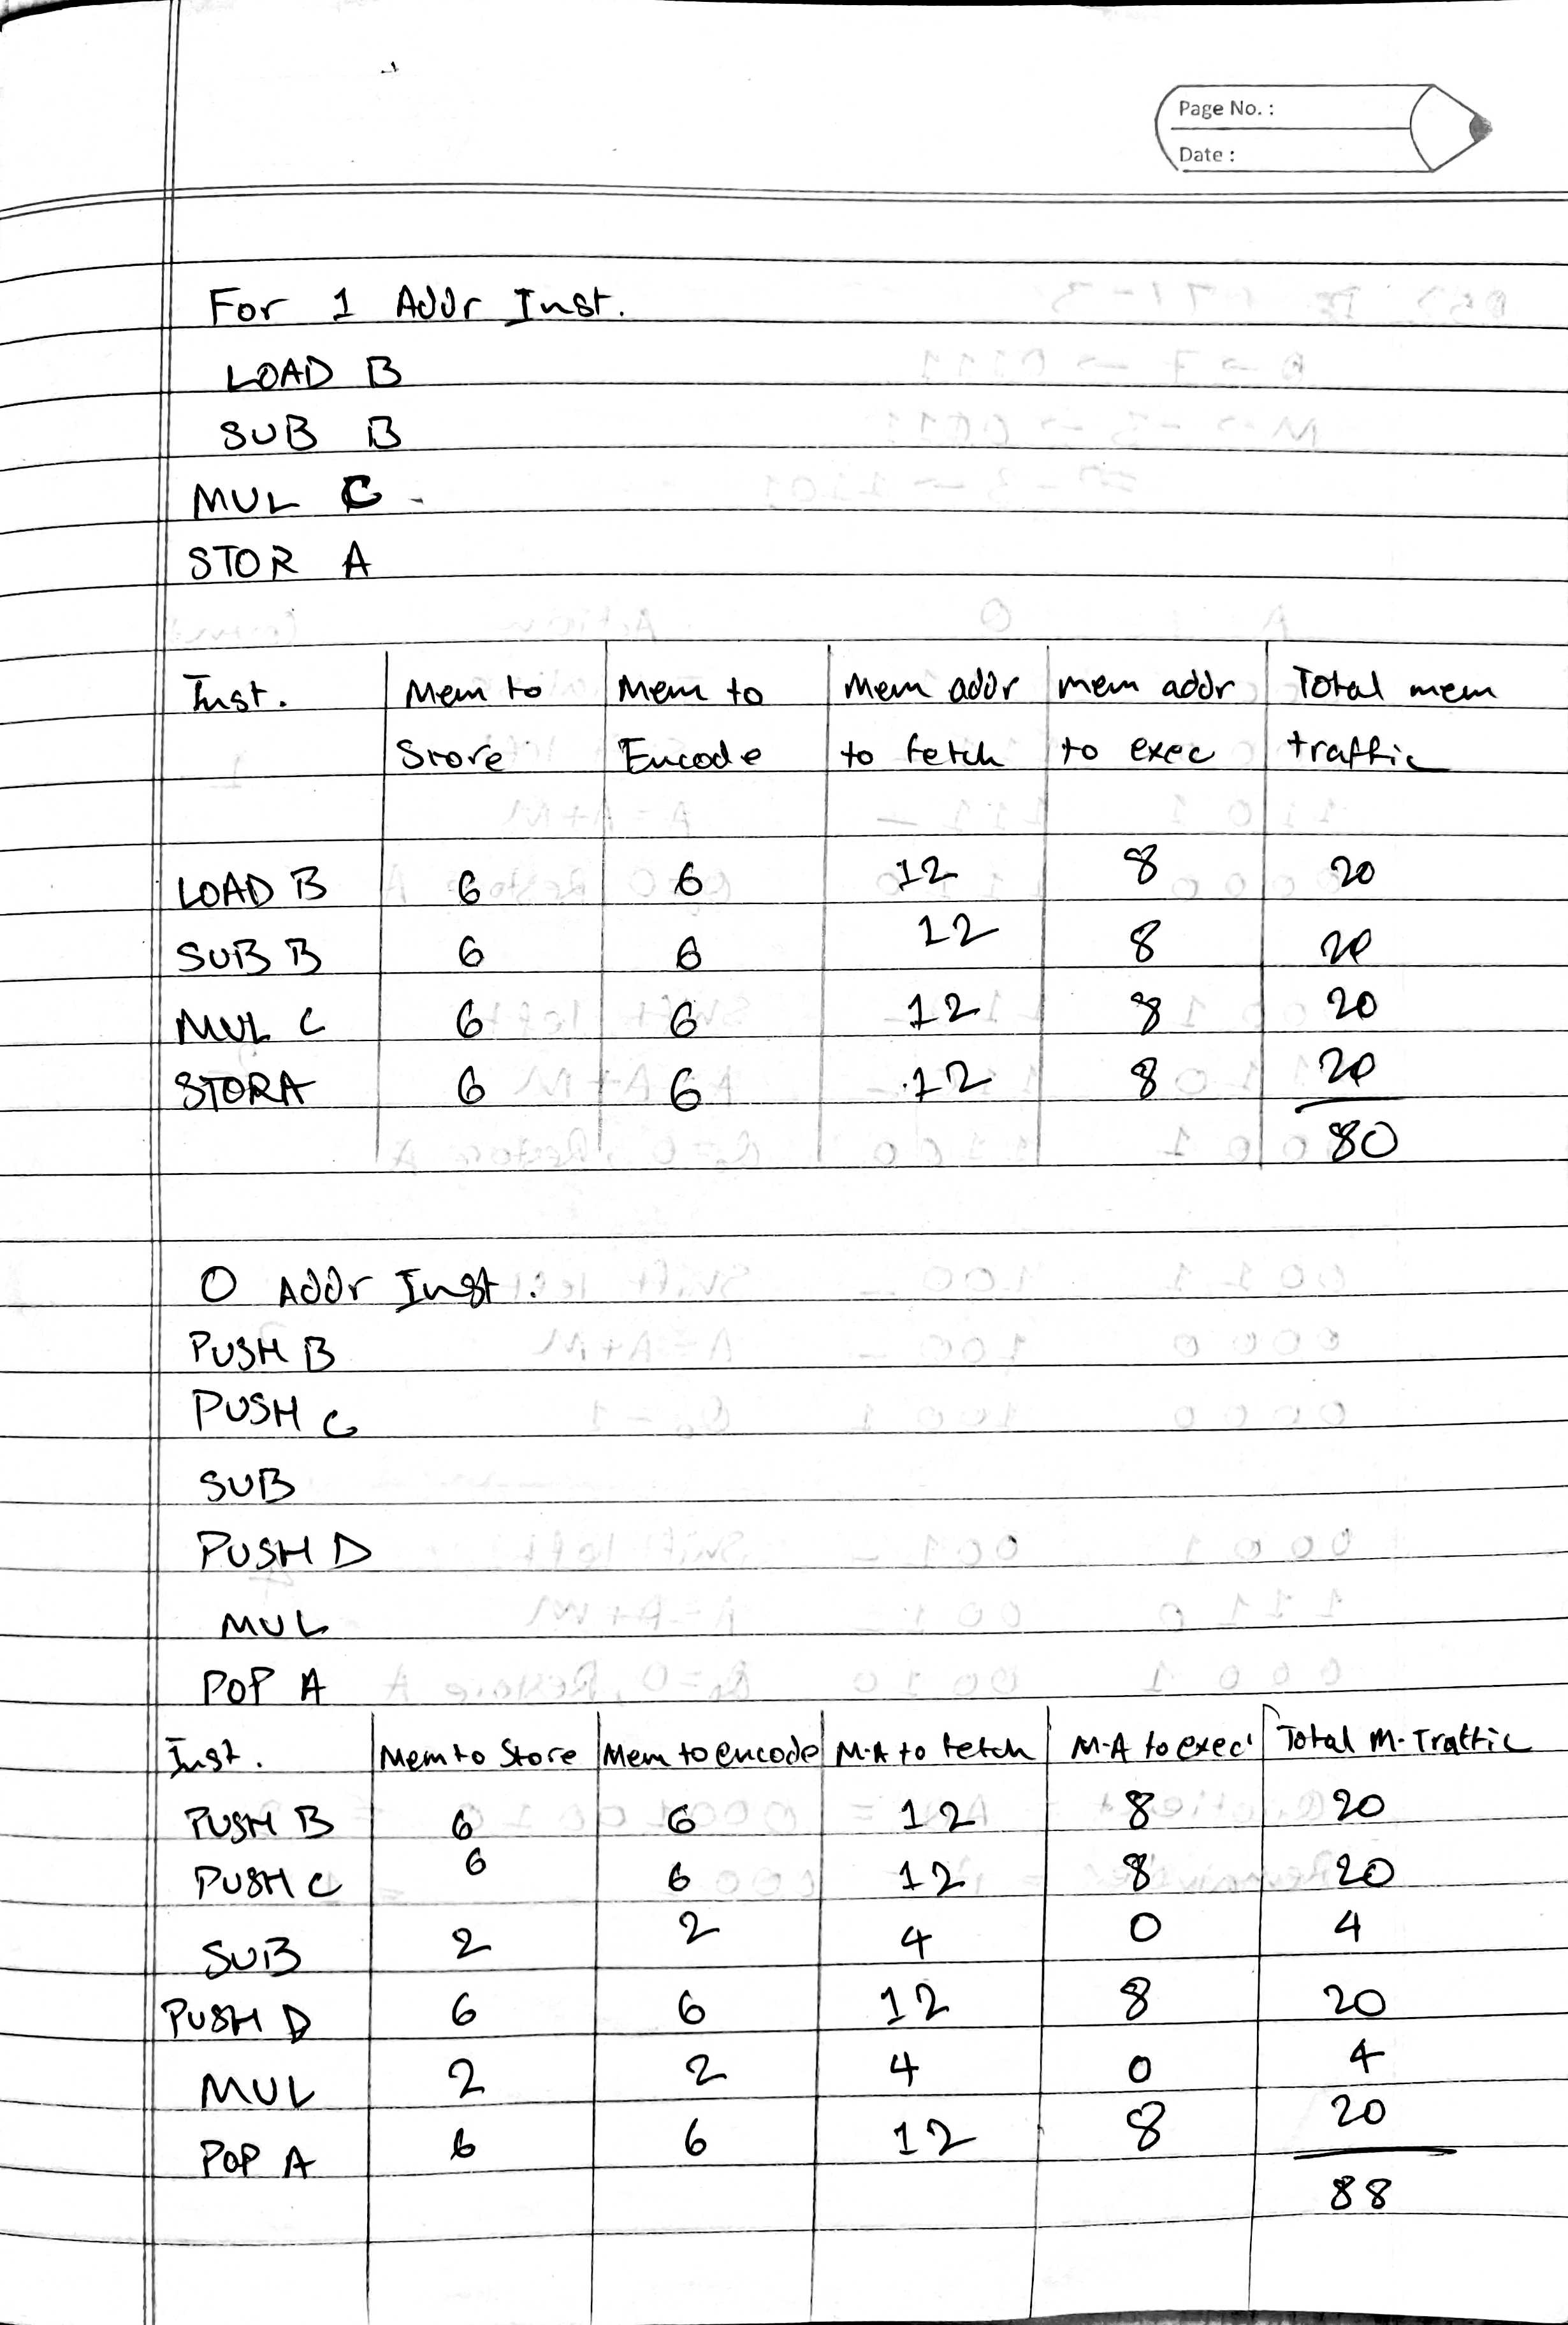 Page No. :
Date :
For 1 Addr Inst.
LOAD B
SUB B
MUL C
STOR A
Inst. Mem to Store Mem to Encode Mem addr to fetch mem addr to exec Total mem traffic
LOAD B 6 6 12 8 20
SUB B 6 6 12 8 20
MUL C 6 6 12 8 20
STOR A 6 6 12 8 20
80
0 Addr Inst.
PUSH B
PUSH C
SUB
PUSH D
MUL
POP A
Inst. Mem to Store Mem to encode M-A to fetch M-A to exec Total M. Traffic
PUSH B 6 6 12 8 20
PUSH C 6 6 12 8 20
SUB 2 2 4 0 4
PUSH D 6 6 12 8 20
MUL 2 2 4 0 4
POP A 6 6 12 8 20
88